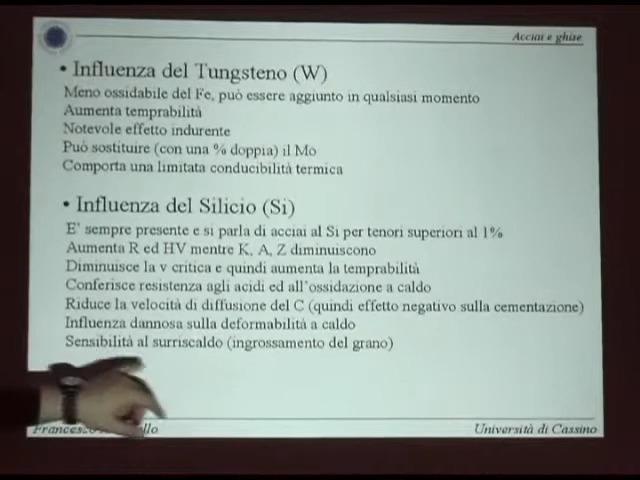 Acciai e ghise
• Influenza del Tungsteno (W)
Meno ossidabile del Fe, può essere aggiunto in qualsiasi momento
Aumenta temprabilità
Notevole effetto indurente
Può sostituire (con una % doppia) il Mo
Comporta una limitata conducibilità termica
• Influenza del Silicio (Si)
E' sempre presente e si parla di acciai al Si per tenori superiori al 1%
Aumenta R ed HV mentre K, A, Z diminuiscono
Diminuisce la v critica e quindi aumenta la temprabilità
Conferisce resistenza agli acidi ed all'ossidazione a caldo
Riduce la velocità di diffusione del C (quindi effetto negativo sulla cementazione)
Influenza dannosa sulla deformabilità a caldo
Sensibilità al surriscaldo (ingrossamento del grano)
Università di Cassino